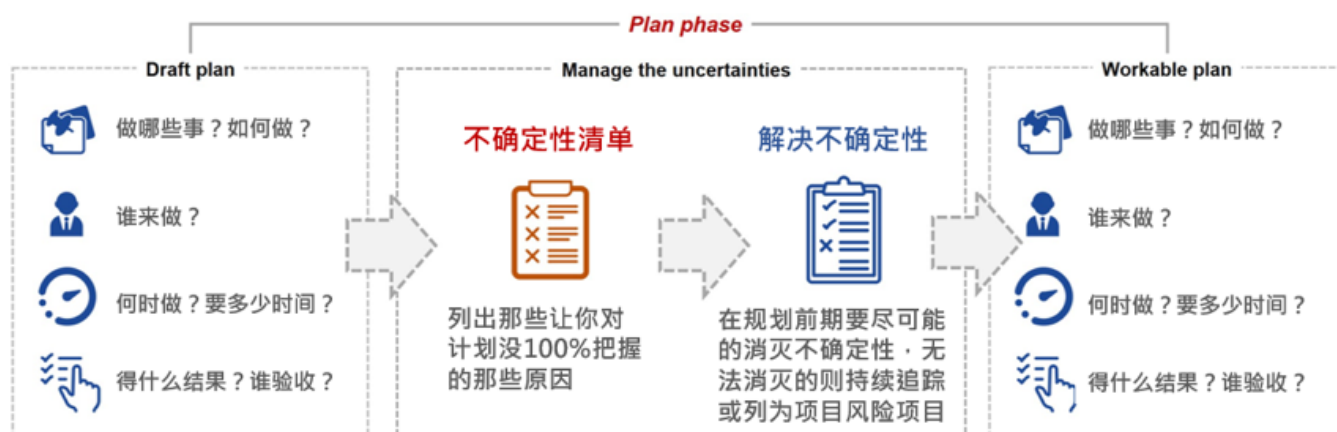 Plan phase
Draft plan
做哪些事？如何做？
谁来做？
何时做？要多少时间？
得什么结果？谁验收？
Manage the uncertainties
不确定性清单
列出那些让你对
计划没100%把握
的那些原因
解决不确定性
在规划前期要尽可能
的消灭不确定性，无
法消灭的则持续追踪
或列为项目风险项目
Workable plan
做哪些事？如何做？
谁来做？
何时做？要多少时间？
得什么结果？谁验收？